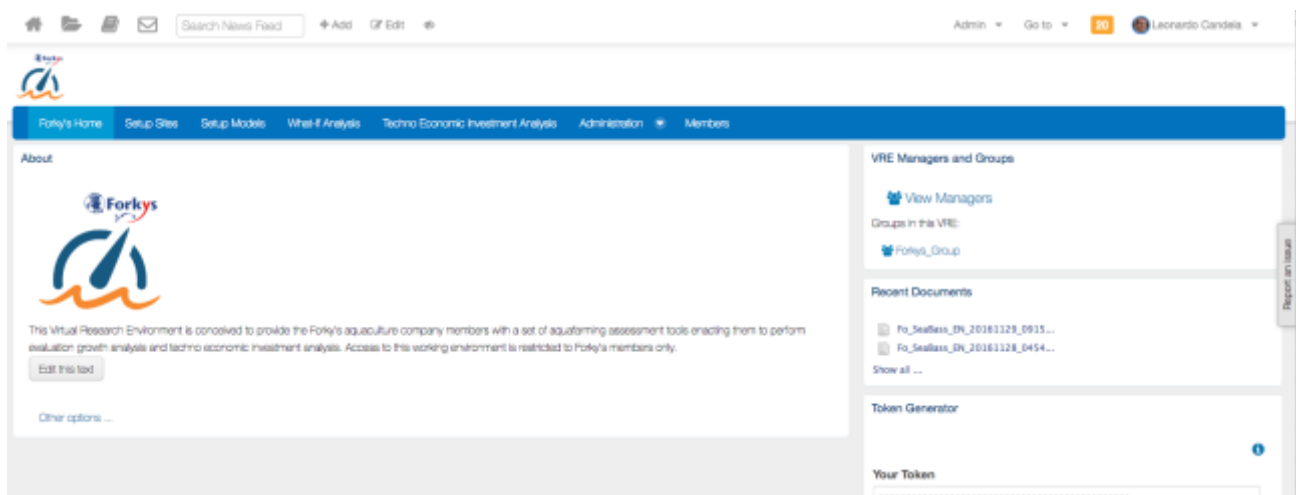 Search News Feed
Add
Edit
Admin
Go to
20
Leonardo Candela
Forkys
Forky's Home
Setup Sites
Setup Models
What-If Analysis
Techno Economic Investment Analysis
Administration
Members
About
Forkys
This Virtual Research Environment is conceived to provide the Forky's aquaculture company members with a set of aquafarming assessment tools enacting them to perform
evaluation growth analysis and techno economic investment analysis. Access to this working environment is restricted to Forky's members only.
Edit this text
Other options ...
VRE Managers and Groups
View Managers
Groups in this VRE:
Forkys_Group
Recent Documents
Fo_SeaBass_EN_20161129_0915...
Fo_SeaBass_EN_20161128_0454...
Show all ...
Token Generator
Your Token
Report an issue